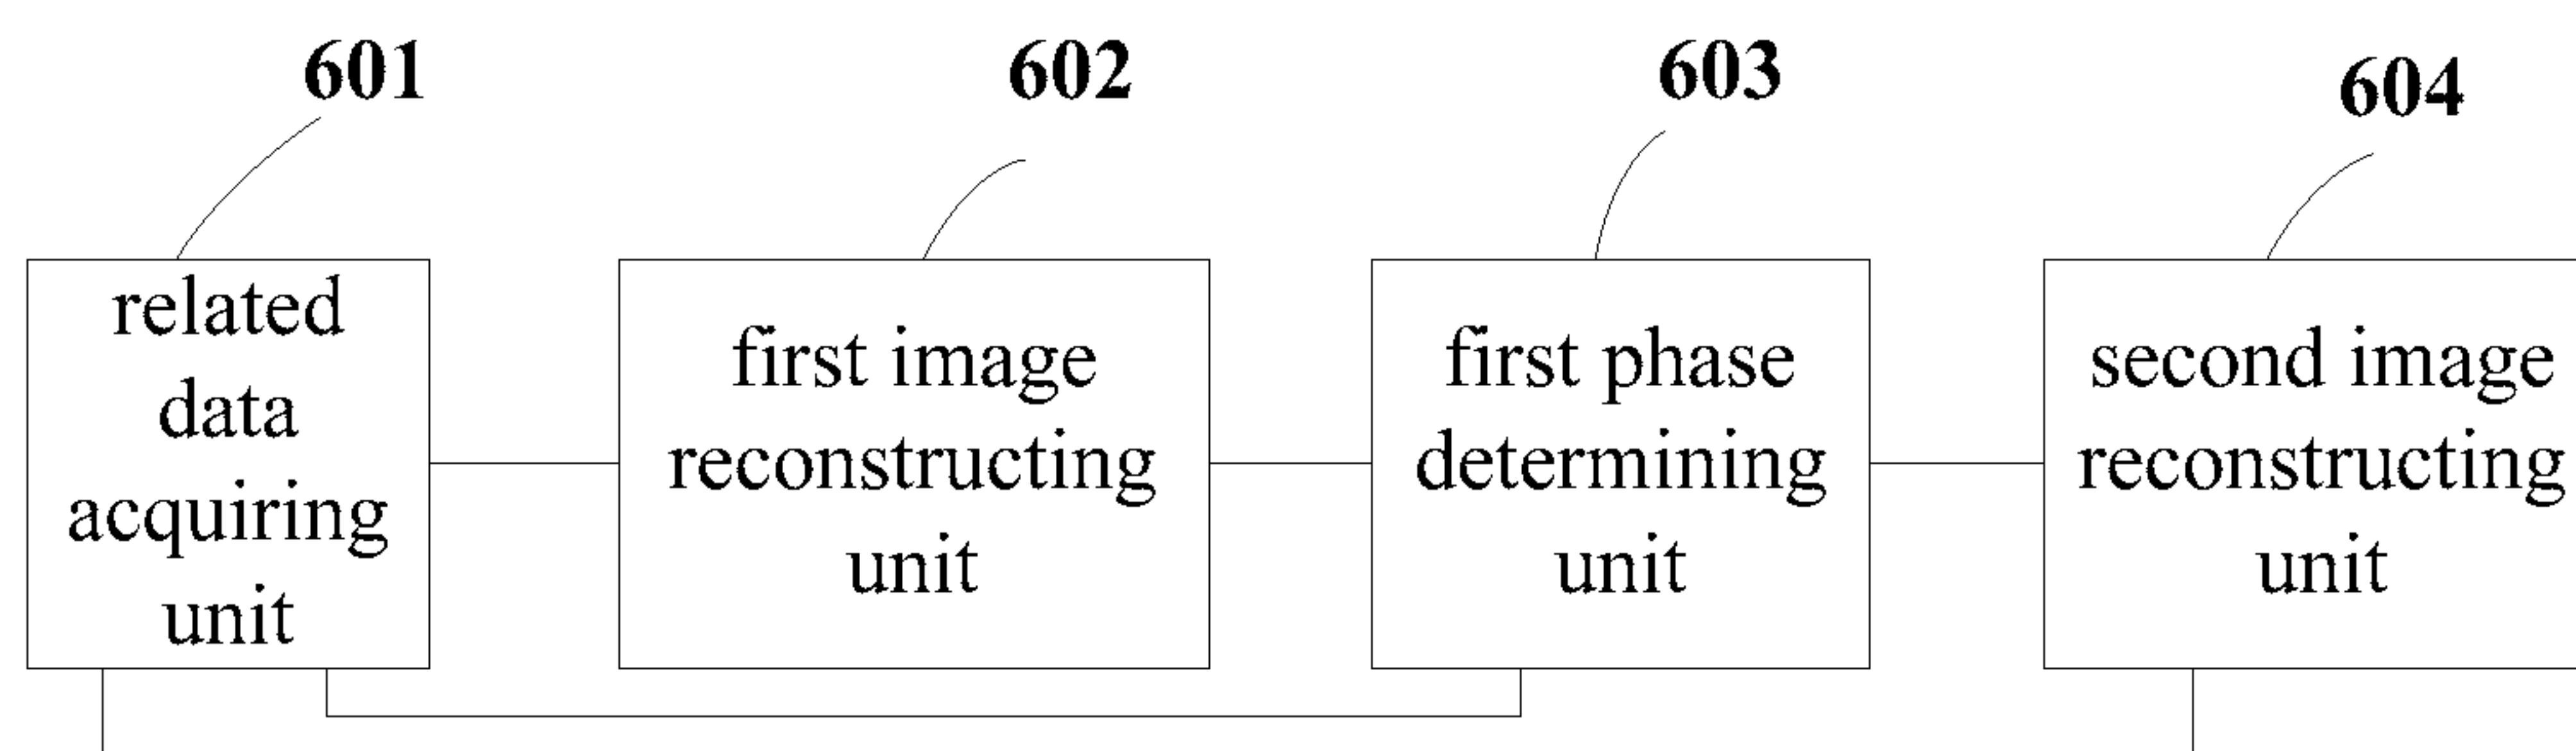 601
602
603
604
related
data
acquiring
unit
first image
reconstructing
unit
first phase
determining
unit
second image
reconstructing
unit